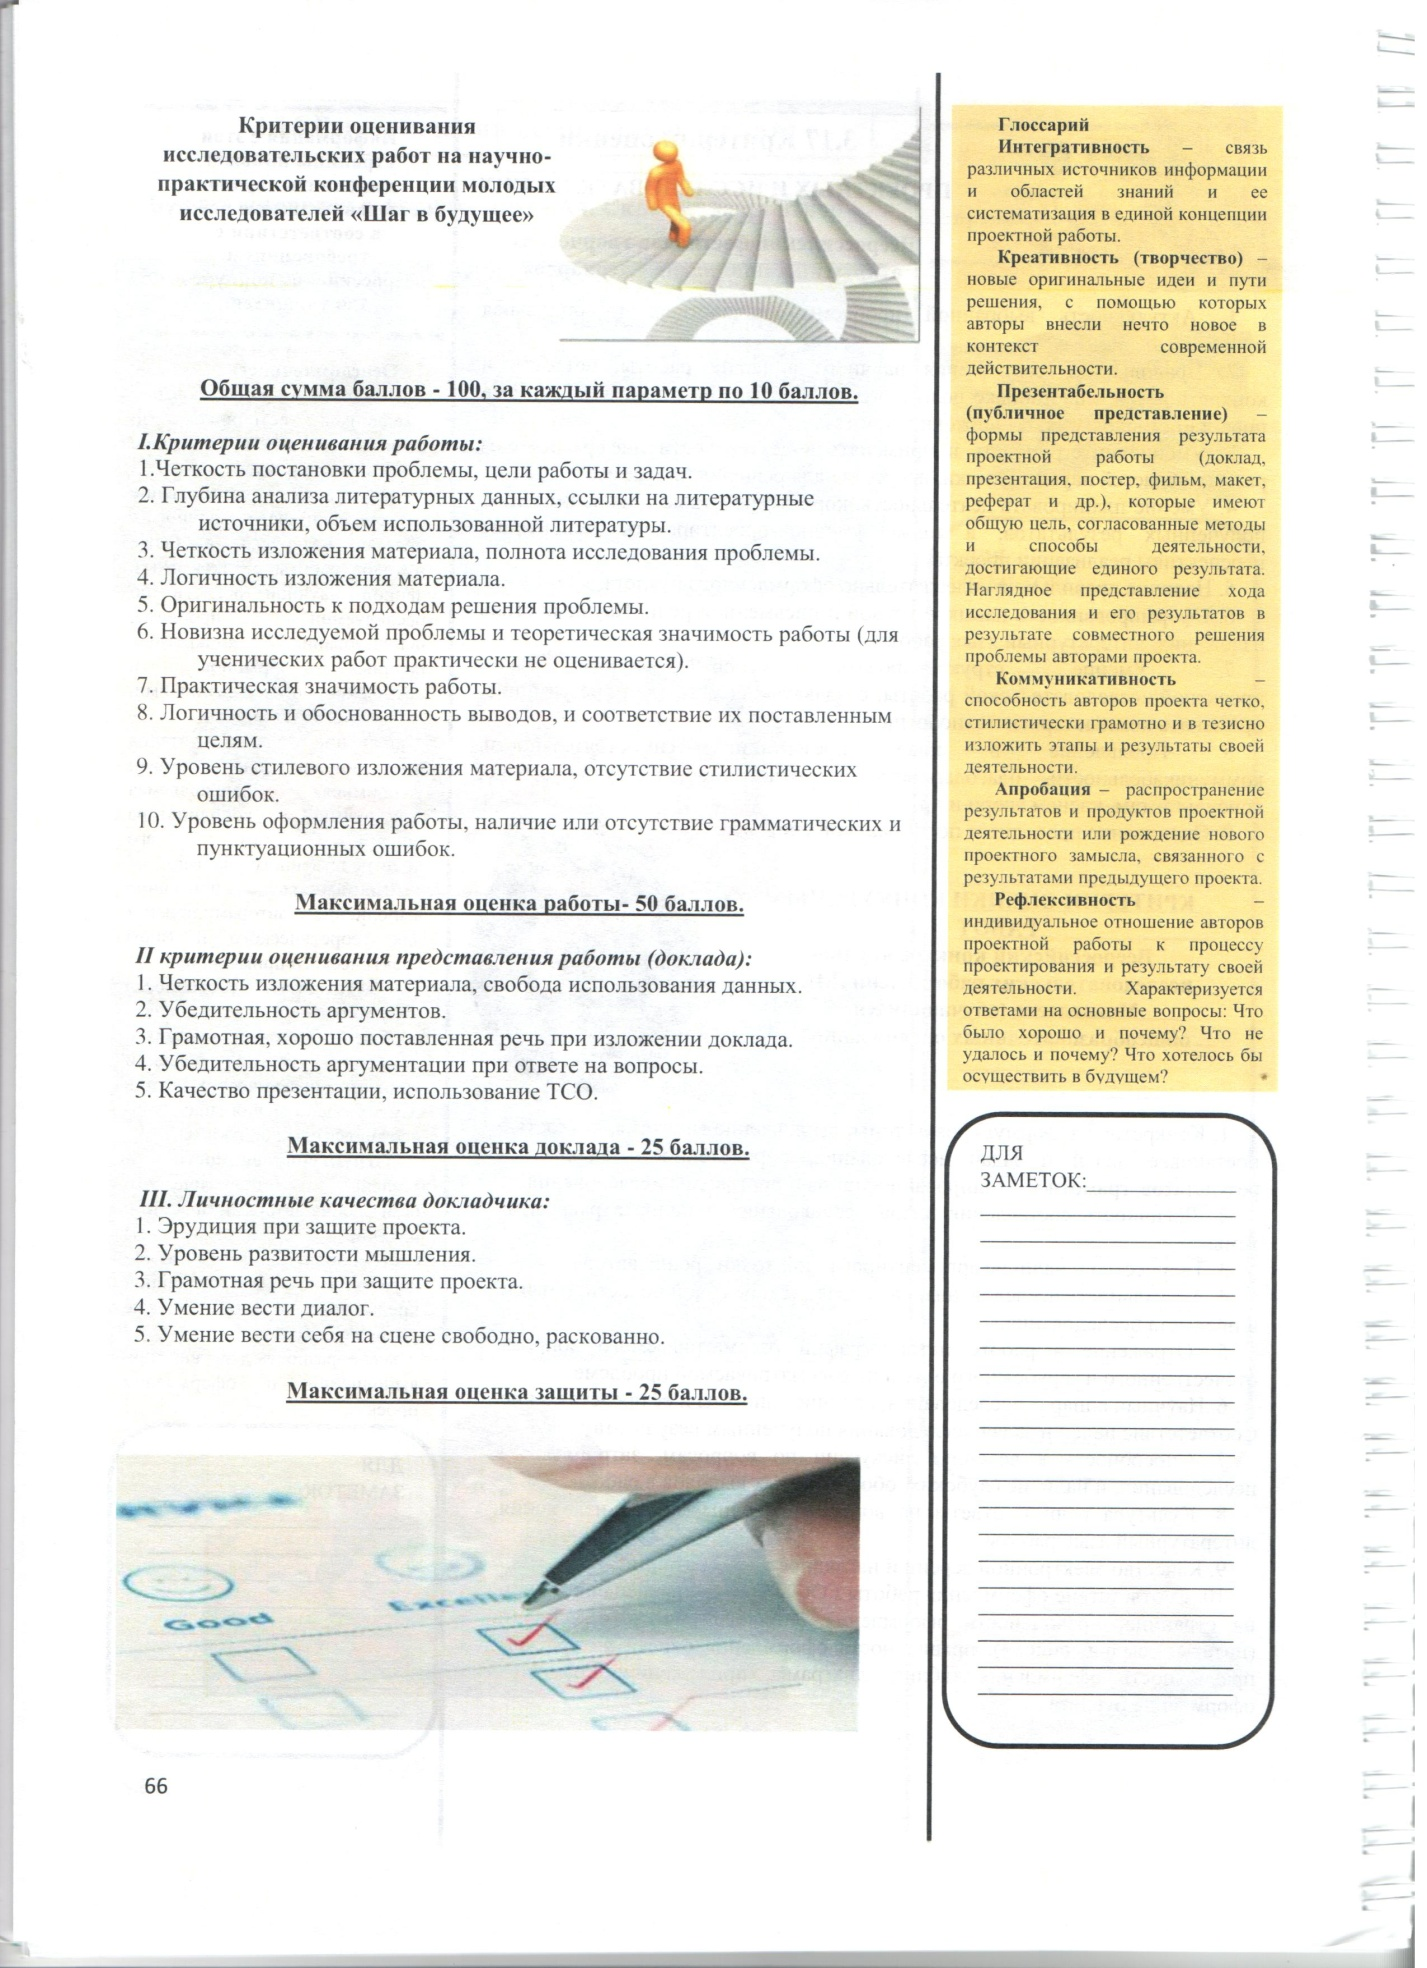 Критерии оценивания
исследовательских работ на научно-
практической конференции молодых
исследователей «Шаг в будущее»
Общая сумма баллов - 100, за каждый параметр по 10 баллов.
I.Критерии оценивания работы:
1.Четкость постановки проблемы, цели работы и задач.
2. Глубина анализа литературных данных, ссылки на литературные
источники, объем использованной литературы.
3. Четкость изложения материала, полнота исследования проблемы.
4. Логичность изложения материала.
5. Оригинальность к подходам решения проблемы.
6. Новизна исследуемой проблемы и теоретическая значимость работы (для
ученических работ практически не оценивается).
7. Практическая значимость работы.
8. Логичность и обоснованность выводов, и соответствие их поставленным
целям.
9. Уровень стилевого изложения материала, отсутствие стилистических
ошибок.
10. Уровень оформления работы, наличие или отсутствие грамматических и
пунктуационных ошибок.
Максимальная оценка работы- 50 баллов.
II критерии оценивания представления работы (доклада):
1. Четкость изложения материала, свобода использования данных.
2. Убедительность аргументов.
3. Грамотная, хорошо поставленная речь при изложении доклада.
4. Убедительность аргументации при ответе на вопросы.
5. Качество презентации, использование ТСО.
Максимальная оценка доклада - 25 баллов.
III. Личностные качества докладчика:
1. Эрудиция при защите проекта.
2. Уровень развитости мышления.
3. Грамотная речь при защите проекта.
4. Умение вести диалог.
5. Умение вести себя на сцене свободно, раскованно.
Максимальная оценка защиты - 25 баллов.
Good
Excelle
66
Глоссарий
Интегративность – связь
различных источников информации
и областей знаний и ее
систематизация в единой концепции
проектной работы.
Креативность (творчество) –
новые оригинальные идеи и пути
решения, с помощью которых
авторы внесли нечто новое в
контекст современной
действительности.
Презентабельность
(публичное представление) –
формы представления результата
проектной работы (доклад,
презентация, постер, фильм, макет,
реферат и др.), которые имеют
общую цель, согласованные методы
и способы деятельности,
достигающие единого результата.
Наглядное представление хода
исследования и его результатов в
результате совместного решения
проблемы авторами проекта.
Коммуникативность –
способность авторов проекта четко,
стилистически грамотно и в тезисно
изложить этапы и результаты своей
деятельности.
Апробация – распространение
результатов и продуктов проектной
деятельности или рождение нового
проектного замысла, связанного с
результатами предыдущего проекта.
Рефлексивность –
индивидуальное отношение авторов
проектной работы к процессу
проектирования и результату своей
деятельности. Характеризуется
ответами на основные вопросы: Что
было хорошо и почему? Что не
удалось и почему? Что хотелось бы
осуществить в будущем?
ДЛЯ
ЗАМЕТОК: